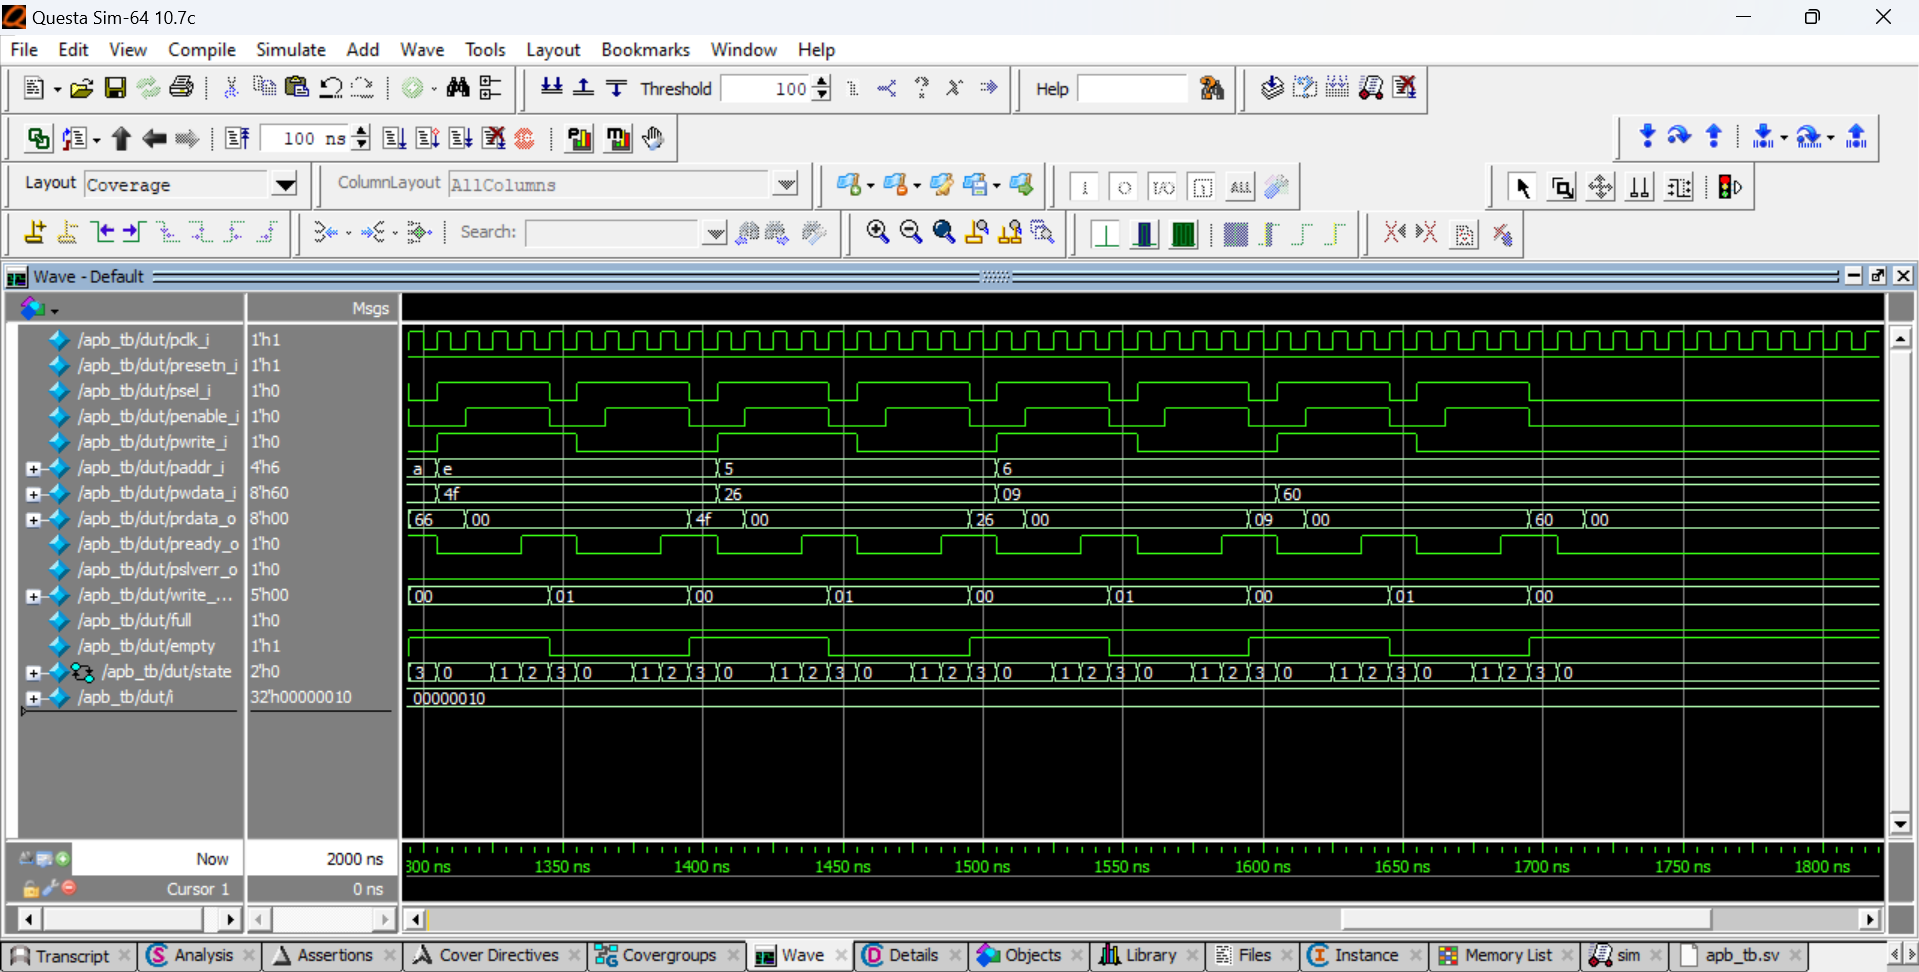 Questa Sim-64 10.7c
File Edit View Compile Simulate Add Wave Tools Layout Bookmarks Window Help
Threshold 100 Help
100 ns
Layout Coverage ColumnLayout AllColumns
Search:
Wave - Default
Msgs
/apb_tb/dut/pclk_i 1'h1
/apb_tb/dut/presetn_i 1'h1
/apb_tb/dut/psel_i 1'h0
/apb_tb/dut/penable_i 1'h0
/apb_tb/dut/pwrite_i 1'h0
/apb_tb/dut/paddr_i 4'h6 a e 5 6
/apb_tb/dut/pwdata_i 8'h60 4f 26 09 60
/apb_tb/dut/prdata_o 8'h00 66 00 4f 00 26 00 09 00 60 00
/apb_tb/dut/pready_o 1'h0
/apb_tb/dut/pslverr_o 1'h0
/apb_tb/dut/write_... 5'h00 00 01 00 01 00 01 00 01 00
/apb_tb/dut/full 1'h0
/apb_tb/dut/empty 1'h1
/apb_tb/dut/state 2'h0 3 0 1 2 3 0 1 2 3 0 1 2 3 0 1 2 3 0 1 2 3 0 1 2 3 0 1 2 3 0 1 2 3 0
/apb_tb/dut/i 32'h00000010 00000010
Now 2000 ns 300 ns 1350 ns 1400 ns 1450 ns 1500 ns 1550 ns 1600 ns 1650 ns 1700 ns 1750 ns 1800 ns
Cursor 1 0 ns
Transcript Analysis Assertions Cover Directives Covergroups Wave Details Objects Library Files Instance Memory List sim apb_tb.sv